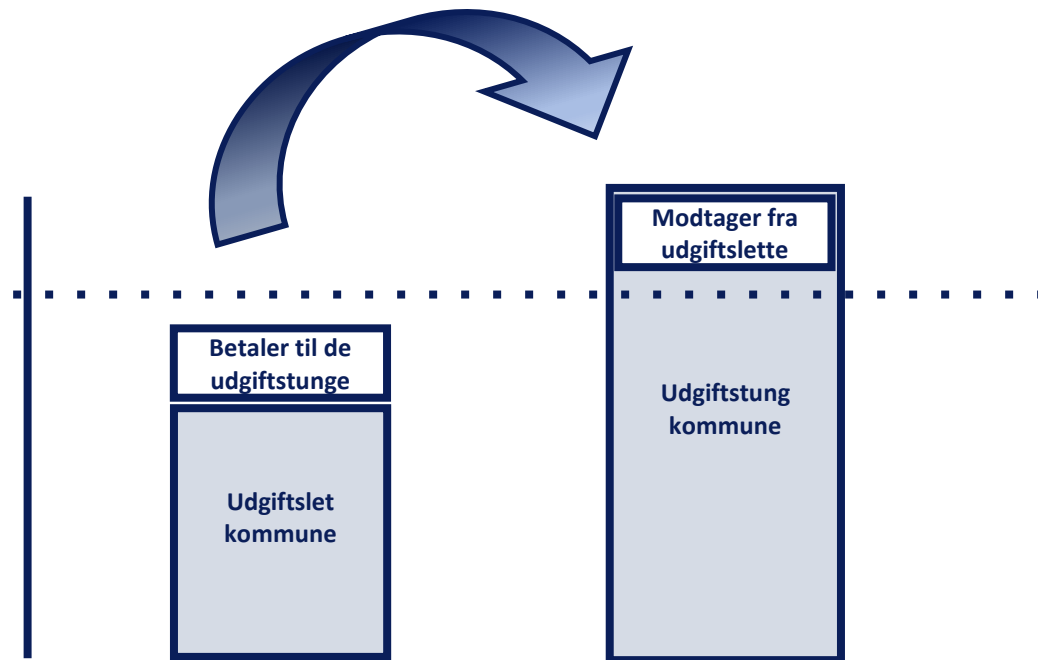 Modtager fra
udgiftslette
Betaler til de
udgiftstunge
Udgiftstung
kommune
Udgiftslet
kommune